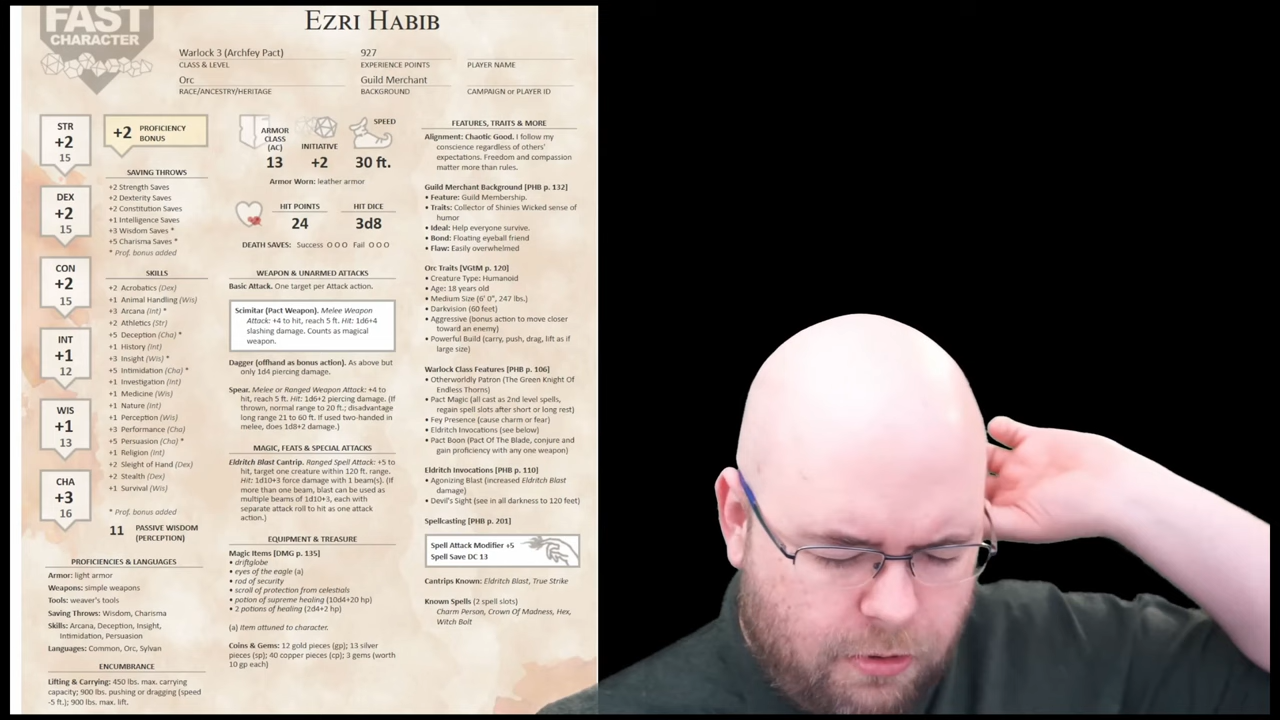 FAST
CHARACTER
EZRI HABIB
Warlock 3 (Archfey Pact)
CLASS & LEVEL
927
EXPERIENCE POINTS
PLAYER NAME
Orc
RACE/ANCESTRY/HERITAGE
Guild Merchant
BACKGROUND
CAMPAIGN or PLAYER ID
STR
+2
15
DEX
+2
15
CON
+2
15
INT
+1
12
WIS
+1
13
CHA
+3
16
+2 PROFICIENCY
BONUS
SAVING THROWS
+2 Strength Saves
+2 Dexterity Saves
+2 Constitution Saves
+1 Intelligence Saves
+3 Wisdom Saves *
+5 Charisma Saves *
* Prof. bonus added
SKILLS
+2 Acrobatics (Dex)
+1 Animal Handling (Wis)
+3 Arcana (Int) *
+2 Athletics (Str)
+5 Deception (Cha) *
+1 History (Int)
+3 Insight (Wis) *
+5 Intimidation (Cha) *
+1 Investigation (Int)
+1 Medicine (Wis)
+1 Nature (Int)
+1 Perception (Wis)
+3 Performance (Cha)
+5 Persuasion (Cha) *
+1 Religion (Int)
+2 Sleight of Hand (Dex)
+2 Stealth (Dex)
+1 Survival (Wis)
* Prof. bonus added
11 PASSIVE WISDOM
(PERCEPTION)
PROFICIENCIES & LANGUAGES
Armor: light armor
Weapons: simple weapons
Tools: weaver's tools
Saving Throws: Wisdom, Charisma
Skills: Arcana, Deception, Insight,
Intimidation, Persuasion
Languages: Common, Orc, Sylvan
ENCUMBRANCE
Lifting & Carrying: 450 lbs. max. carrying
capacity; 900 lbs. pushing or dragging (speed
-5 ft.); 900 lbs. max. lift.
ARMOR
CLASS
(AC)
13
INITIATIVE
+2
SPEED
30 ft.
Armor Worn: leather armor
HIT POINTS
24
HIT DICE
3d8
DEATH SAVES: Success O O O Fail O O O
WEAPON & UNARMED ATTACKS
Basic Attack. One target per Attack action.
Scimitar (Pact Weapon). Melee Weapon
Attack: +4 to hit, reach 5 ft. Hit: 1d6+4
slashing damage. Counts as magical
weapon.
Dagger (offhand as bonus action). As above but
only 1d4 piercing damage.
Spear. Melee or Ranged Weapon Attack: +4 to
hit, reach 5 ft. Hit: 1d6+2 piercing damage. (If
thrown, normal range to 20 ft.; disadvantage
long range 21 to 60 ft. If used two-handed in
melee, does 1d8+2 damage.)
MAGIC, FEATS & SPECIAL ATTACKS
Eldritch Blast Cantrip. Ranged Spell Attack: +5 to
hit, target one creature within 120 ft. range.
Hit: 1d10+3 force damage with 1 beam(s). (If
more than one beam, blast can be used as
multiple beams of 1d10+3, each with
separate attack roll to hit as one attack
action.)
EQUIPMENT & TREASURE
Magic Items [DMG p. 135]
• driftglobe
• eyes of the eagle (a)
• rod of security
• scroll of protection from celestials
• potion of supreme healing (10d4+20 hp)
• 2 potions of healing (2d4+2 hp)
(a) Item attuned to character.
Coins & Gems: 12 gold pieces (gp); 13 silver
pieces (sp); 40 copper pieces (cp); 3 gems (worth
10 gp each)
FEATURES, TRAITS & MORE
Alignment: Chaotic Good. I follow my
conscience regardless of others'
expectations. Freedom and compassion
matter more than rules.
Guild Merchant Background [PHB p. 132]
• Feature: Guild Membership.
• Traits: Collector of Shinies Wicked sense of
humor
• Ideal: Help everyone survive.
• Bond: Floating eyeball friend
• Flaw: Easily overwhelmed
Orc Traits [VGtM p. 120]
• Creature Type: Humanoid
• Age: 18 years old
• Medium Size (6' 0", 247 lbs.)
• Darkvision (60 feet)
• Aggressive (bonus action to move closer
toward an enemy)
• Powerful Build (carry, push, drag, lift as if
large size)
Warlock Class Features [PHB p. 106]
• Otherworldly Patron (The Green Knight Of
Endless Thorns)
• Pact Magic (all cast as 2nd level spells,
regain spell slots after short or long rest)
• Fey Presence (cause charm or fear)
• Eldritch Invocations (see below)
• Pact Boon (Pact Of The Blade, conjure and
gain proficiency with any one weapon)
Eldritch Invocations [PHB p. 110]
• Agonizing Blast (increased Eldritch Blast
damage)
• Devil's Sight (see in all darkness to 120 feet)
Spellcasting [PHB p. 201]
Spell Attack Modifier +5
Spell Save DC 13
Cantrips Known: Eldritch Blast, True Strike
Known Spells (2 spell slots)
Charm Person, Crown Of Madness, Hex,
Witch Bolt